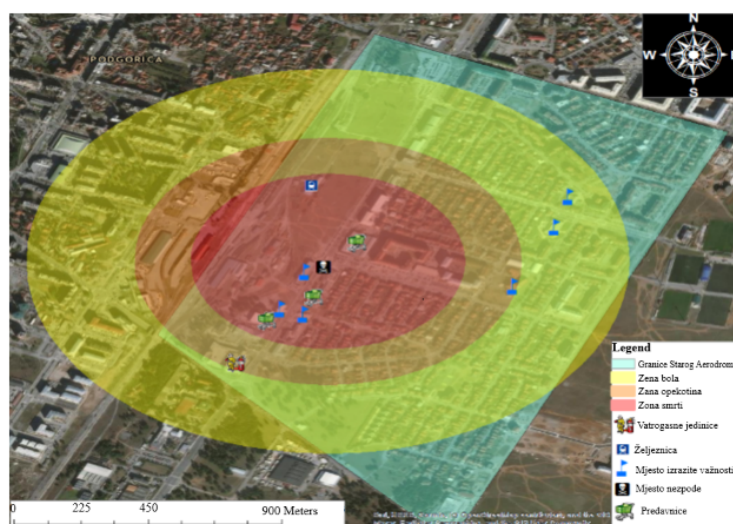 N
W E
S
PODGORICA
Legend
Granice Starog Aerodrom
Zena bola
Zana opekotina
Zona smrti
Vatrogasne jedinice
Željeznica
Mjesto izrazite važnosti
Mjesto nezpode
Predavnice
0 225 450 900 Meters